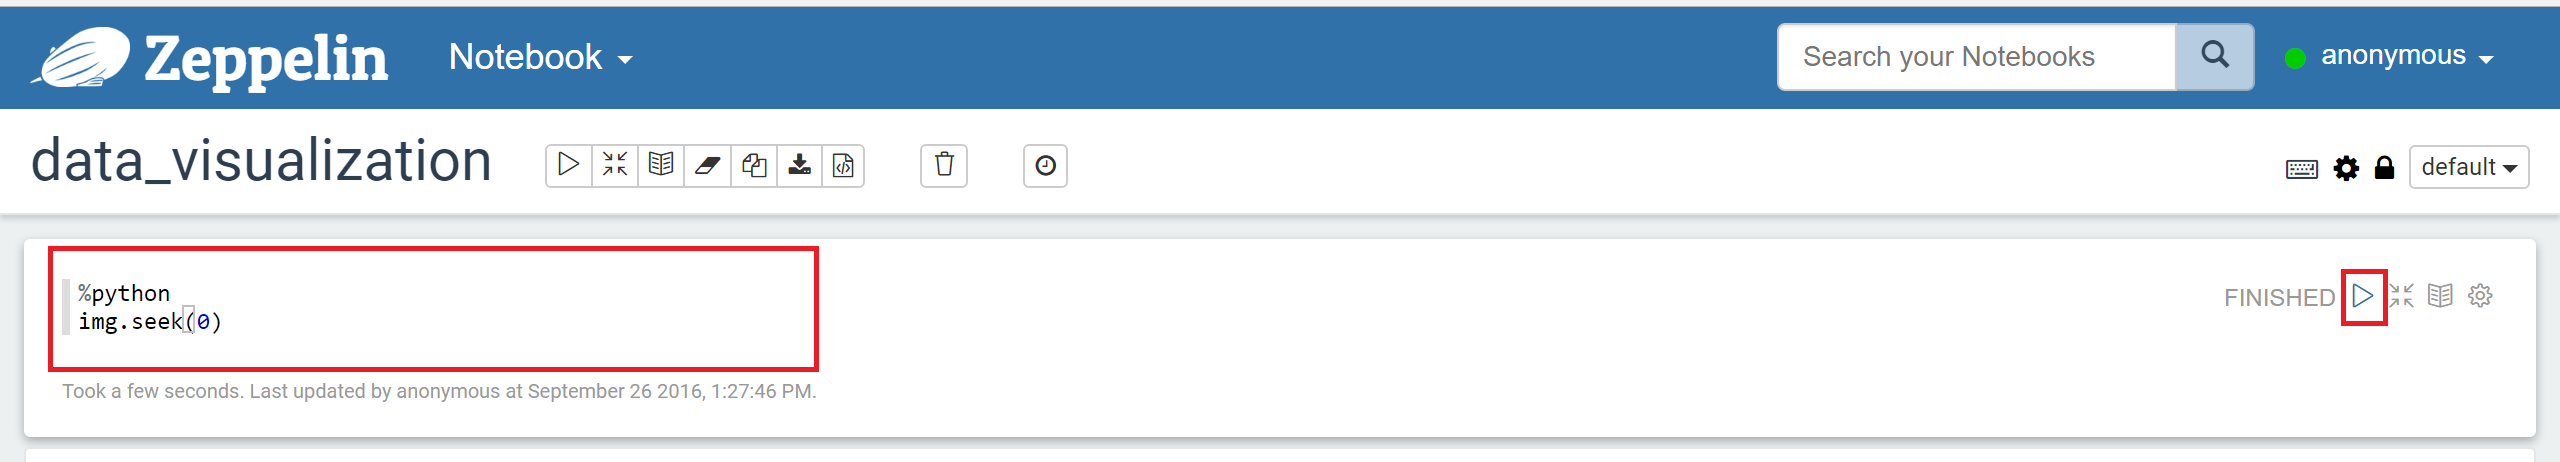 Zeppelin Notebook Search your Notebooks anonymous
data_visualization default
%python
img.seek(0)
FINISHED
Took a few seconds. Last updated by anonymous at September 26 2016, 1:27:46 PM.